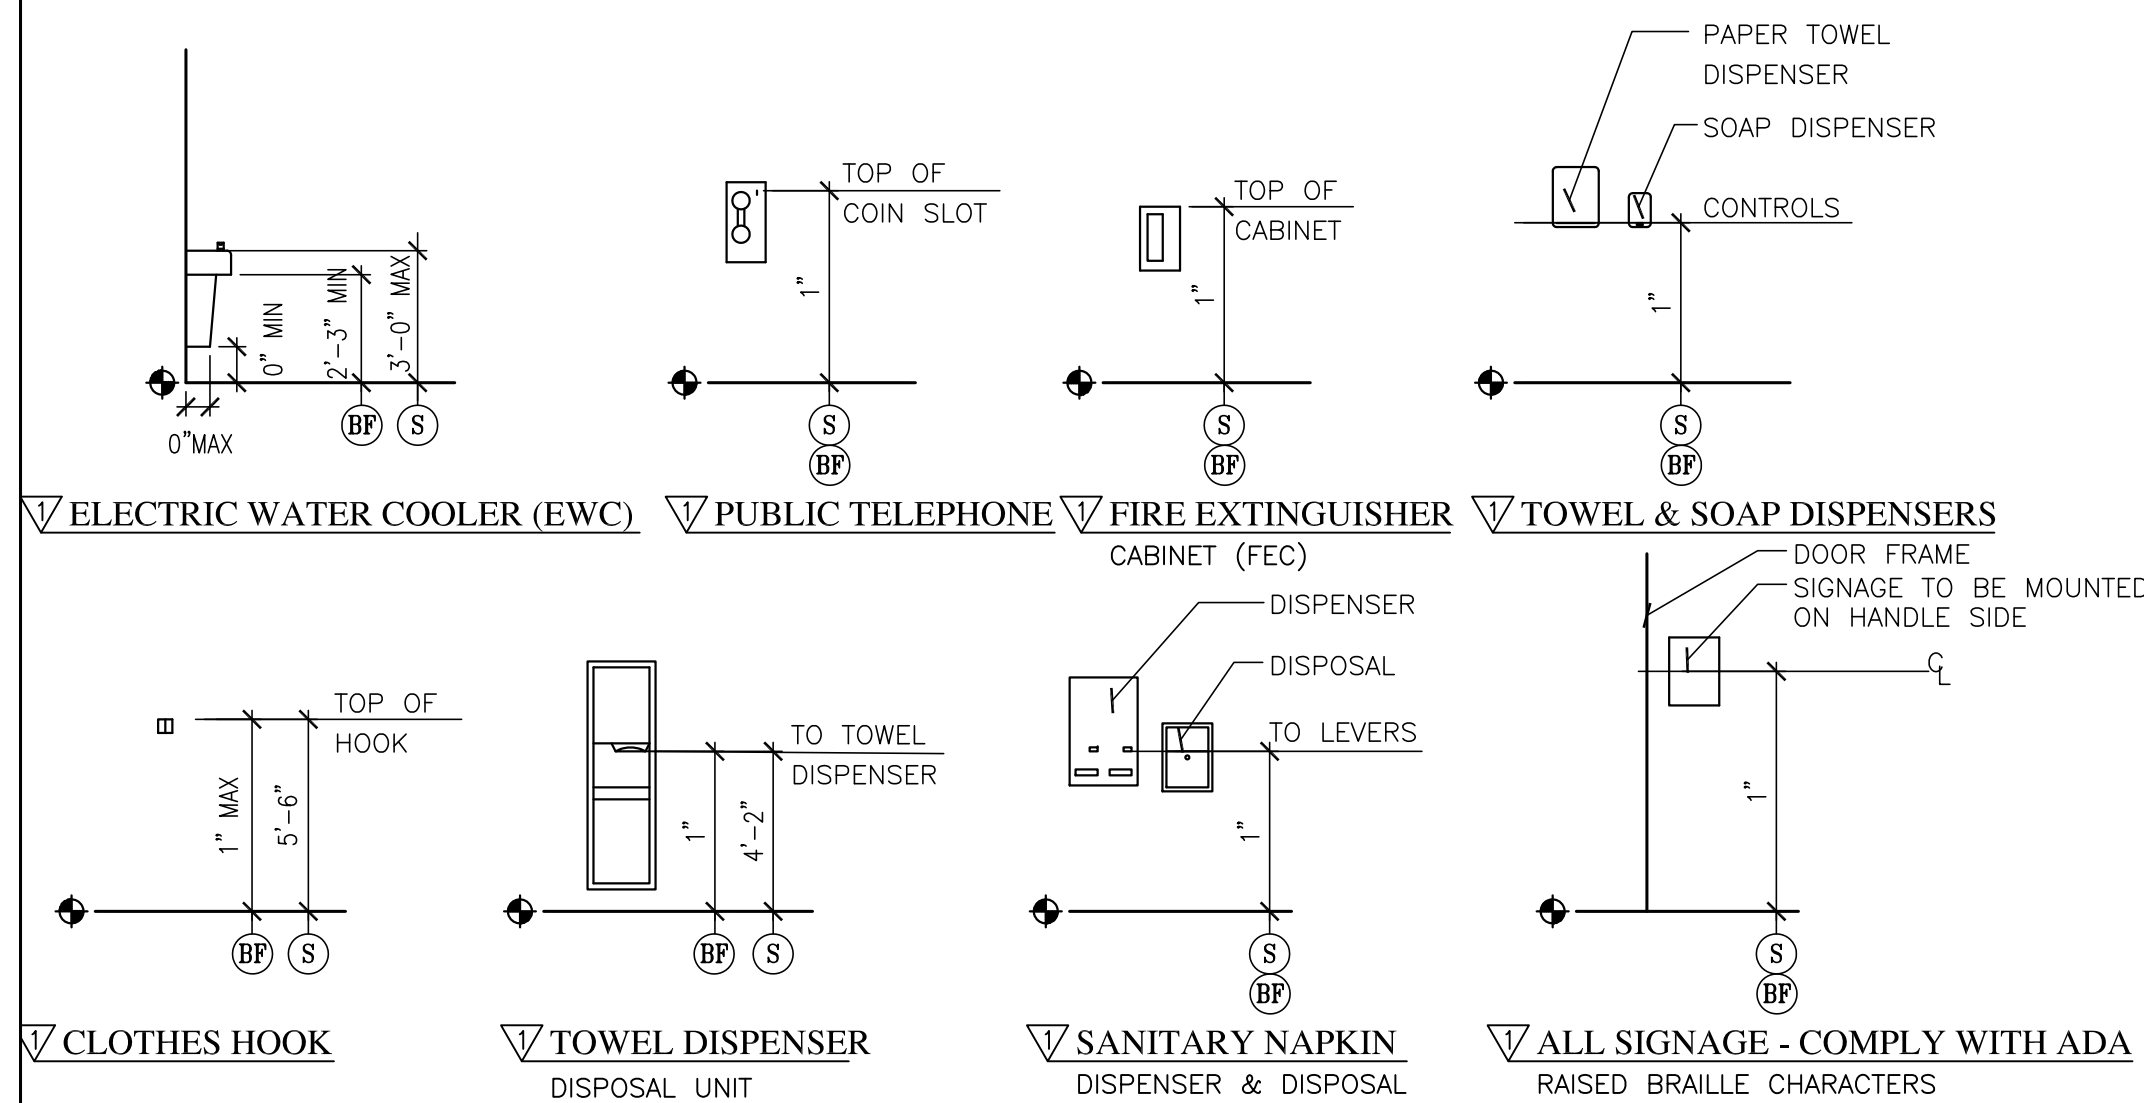 0" MIN
2'-3" MIN
3'-0" MAX
0"MAX
BF
S
1 ELECTRIC WATER COOLER (EWC)
TOP OF
COIN SLOT
1"
S
BF
1 PUBLIC TELEPHONE
TOP OF
CABINET
1"
S
BF
1 FIRE EXTINGUISHER
CABINET (FEC)
PAPER TOWEL
DISPENSER
SOAP DISPENSER
CONTROLS
1"
S
BF
1 TOWEL & SOAP DISPENSERS
TOP OF
HOOK
1" MAX
5'-6"
BF
S
1 CLOTHES HOOK
TO TOWEL
DISPENSER
1"
4'-2"
BF
S
1 TOWEL DISPENSER
DISPOSAL UNIT
DISPENSER
DISPOSAL
TO LEVERS
1"
S
BF
1 SANITARY NAPKIN
DISPENSER & DISPOSAL
DOOR FRAME
SIGNAGE TO BE MOUNTED
ON HANDLE SIDE
CL
1"
S
BF
1 ALL SIGNAGE - COMPLY WITH ADA
RAISED BRAILLE CHARACTERS